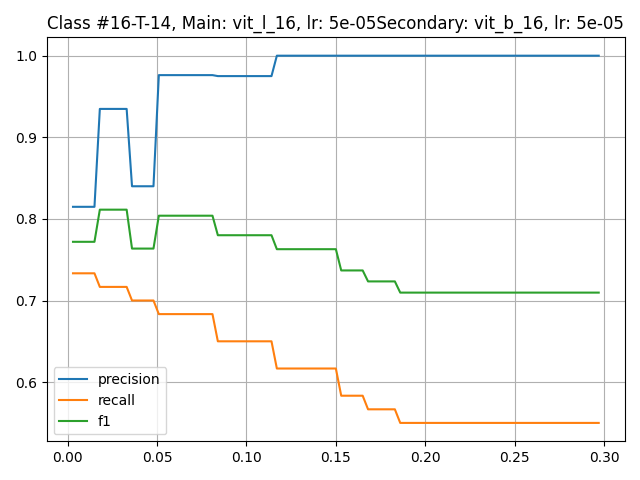 Class #16-T-14, Main: vit_l_16, lr: 5e-05Secondary: vit_b_16, lr: 5e-05
1.0
0.9
0.8
0.7
0.6
precision
recall
f1
0.00 0.05 0.10 0.15 0.20 0.25 0.30